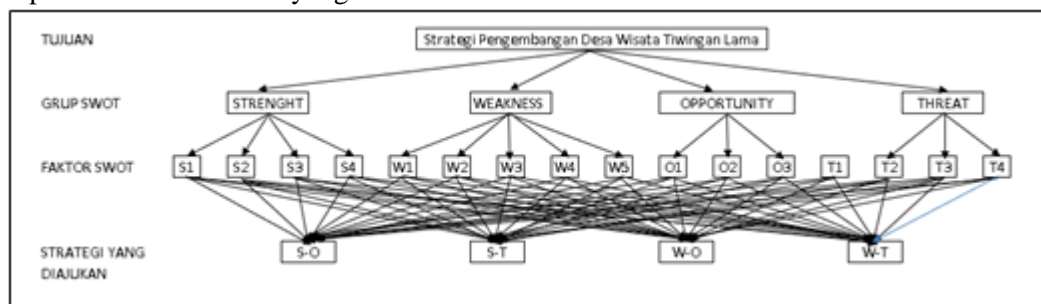 TUJUAN
Strategi Pengembangan Desa Wisata Tiwingan Lama
GRUP SWOT
STRENGHT
WEAKNESS
OPPORTUNITY
THREAT
FAKTOR SWOT
S1 S2 S3 S4 W1 W2 W3 W4 W5 O1 O2 O3 T1 T2 T3 T4
STRATEGI YANG
DIAJUKAN
S-O
S-T
W-O
W-T